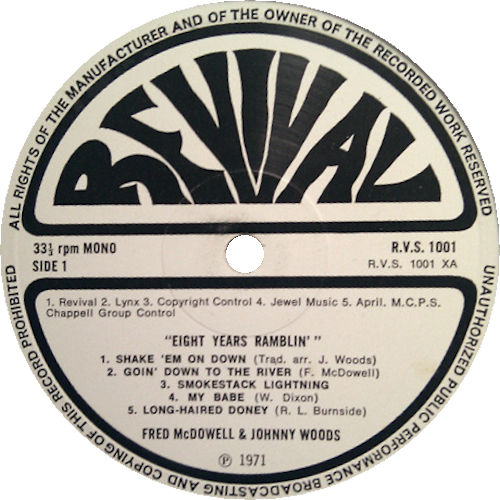 ALL RIGHTS OF THE MANUFACTURER AND OF THE OWNER OF THE RECORDED WORK RESERVED
UNAUTHORIZED PUBLIC PERFORMANCE BROADCASTING AND COPYING OF THIS RECORD PROHIBITED
REVIVAL
33⅓ rpm MONO
SIDE 1
R.V.S. 1001
R.V.S. 1001 XA
1. Revival 2. Lynx 3. Copyright Control 4. Jewel Music 5. April. M.C.P.S.
Chappell Group Control
"EIGHT YEARS RAMBLIN' "
1. SHAKE 'EM ON DOWN (Trad. arr. J. Woods)
2. GOIN' DOWN TO THE RIVER (F. McDowell)
3. SMOKESTACK LIGHTNING
4. MY BABE (W. Dixon)
5. LONG-HAIRED DONEY (R. L. Burnside)
FRED McDOWELL & JOHNNY WOODS
℗ 1971